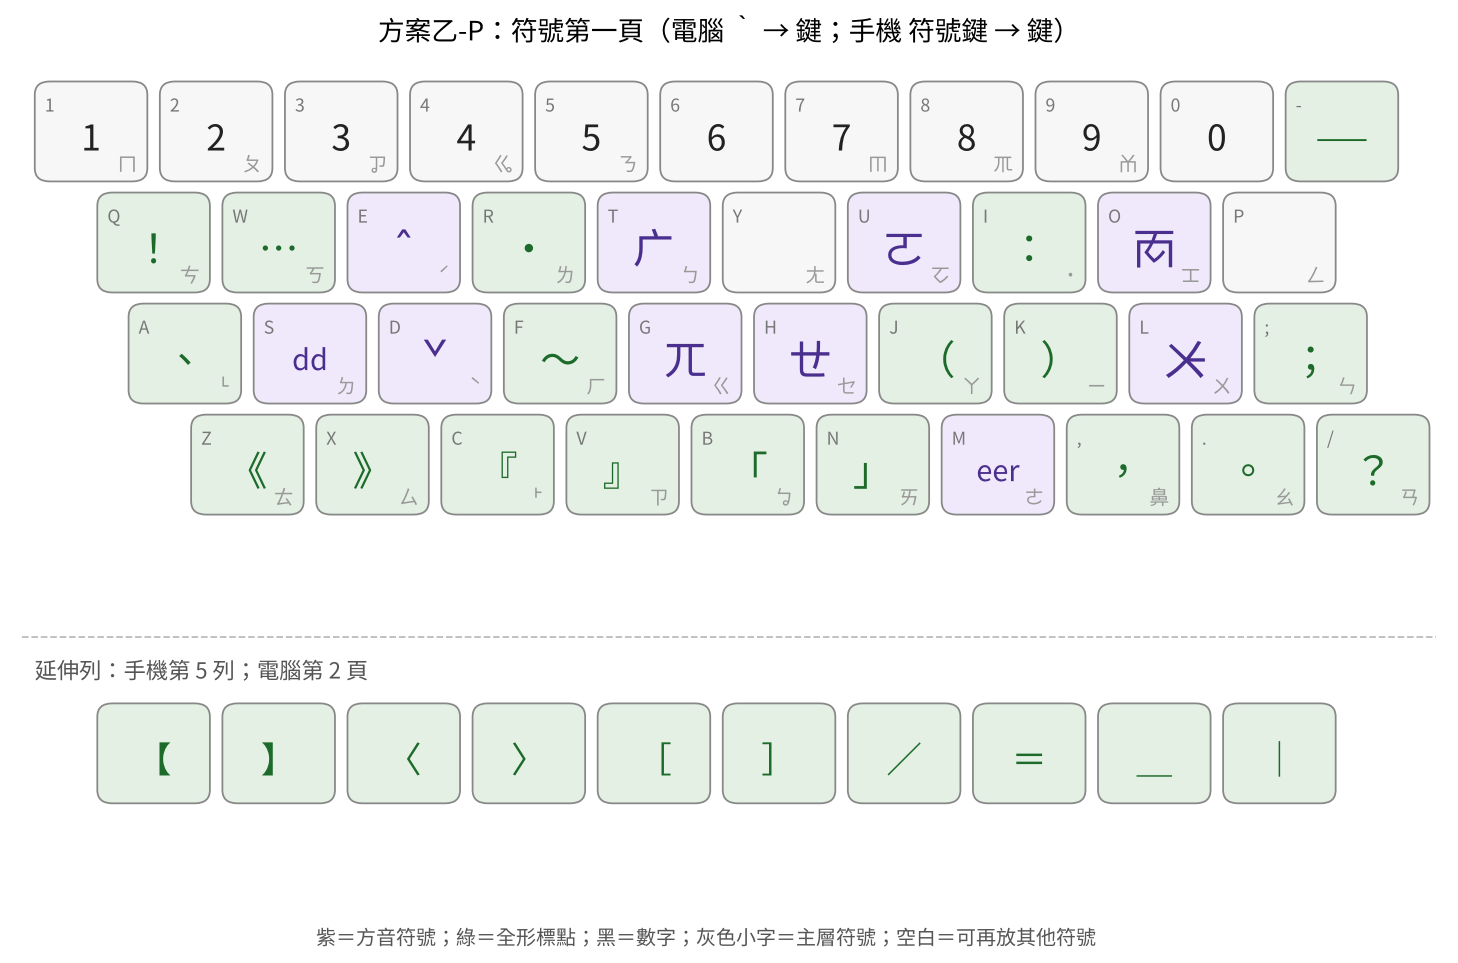 方案乙-P：符號第一頁（電腦 ` → 鍵；手機 符號鍵 → 鍵）
1 1 ㄇ 2 2 ㄆ 3 3 ㆢ 4 4 ㆣ 5 5 ㄋ 6 6 7 7 8 8 9 9 0 0 - —
Q ！ ㄘ W … ㄎ E ˆ ˊ R • ㄌ T ㄅ Y ㄤ U I ： ˙ O ㆲ ㆱ P ㄥ
A 、 S dd ㄉ D ˇ ˋ F ～ ㄏ G ㄍ H ㄝ J （ ㄚ K ） ㄧ L ㄨ ; ； ㄣ
Z 《 ㄊ X 》 ㄙ C 『 V 』 ㄗ B 「 ㆠ N 」 ㄞ M eer ㄜ , ， 鼻 . 。 ㄠ / ？ ㄢ
延伸列：手機第 5 列；電腦第 2 頁
【 】 〈 〉 ［ ］ ／ ＝ ＿ ｜
紫＝方音符號；綠＝全形標點；黑＝數字；灰色小字＝主層符號；空白＝可再放其他符號